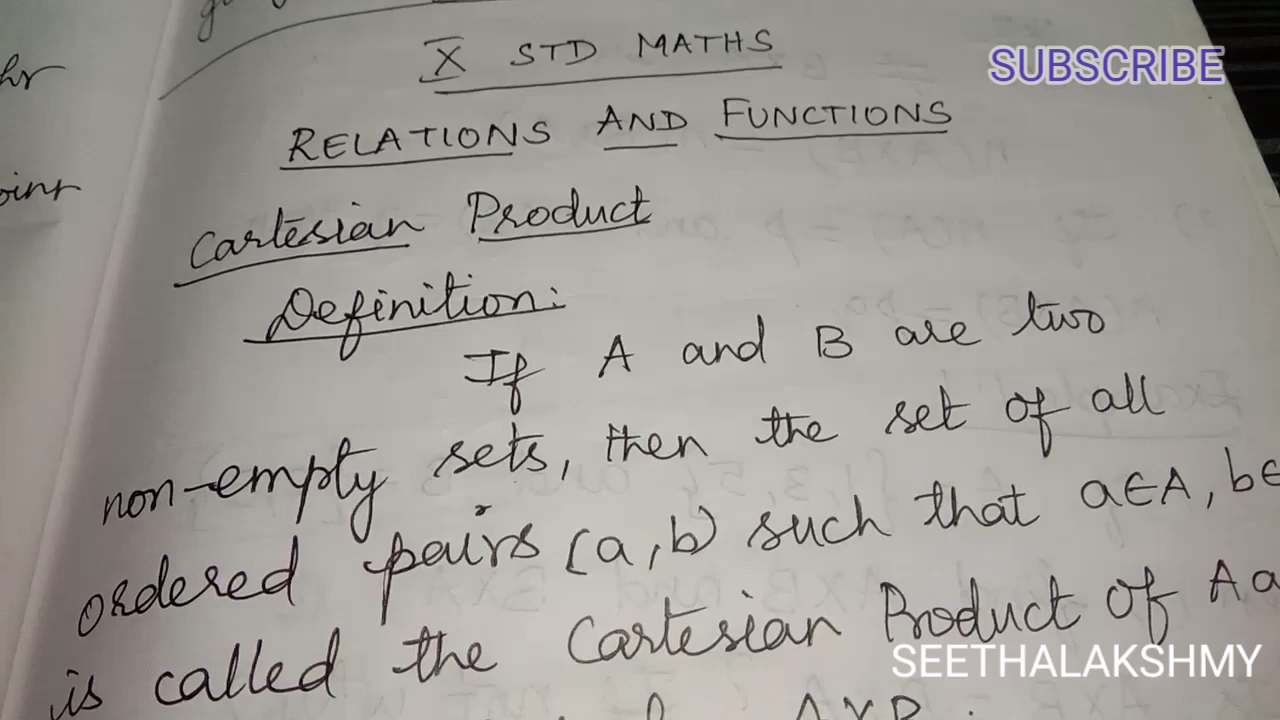 X STD MATHS
SUBSCRIBE
RELATIONS AND FUNCTIONS
Cartesian Product
Definition:
If A and B are two
non-empty sets, then the set of all
ordered pairs (a,b) such that a∈A, b∈
is called the Cartesian Product of A a
SEETHALAKSHMY
A×B